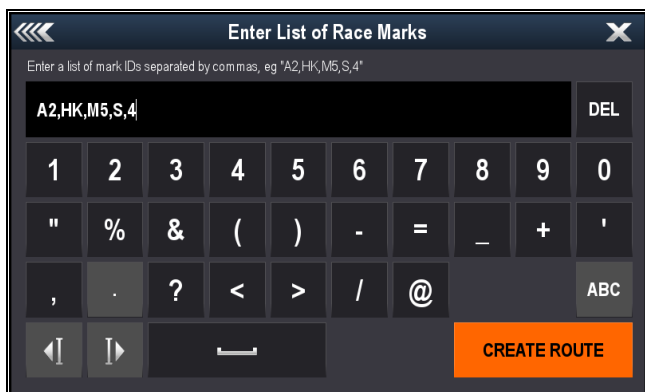 Enter List of Race Marks X
Enter a list of mark IDs separated by commas, eg "A2,HK,M5,S,4"
A2,HK,M5,S,4 DEL
1 2 3 4 5 6 7 8 9 0
" % & ( ) - = _ + '
, . ? < > / @ ABC
CREATE ROUTE